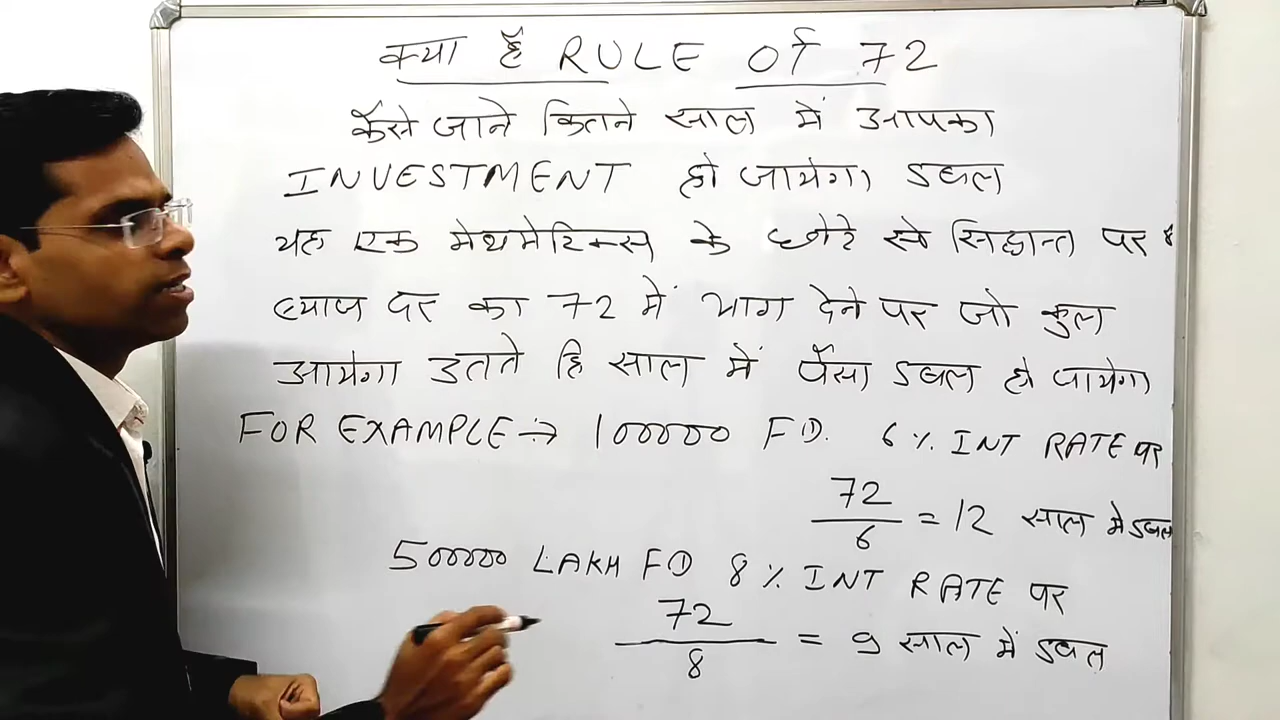 क्या हैं RULE Of 72
कैसे जाने कितने साल में आपका
INVESTMENT हो जायेगा डबल
यह एक मेथमेटिक्स के छोटे से सिद्धान्त पर
ब्याज दर का 72 में भाग देने पर जो कुल
आयेगा उतने हि साल में पैसा डबल हो जायेगा
FOR EXAMPLE :→ 100000 F D. 6 % INT RATE पर
72
—
6
= 12 साल मे डबल
500000 LAKH FD 8 % INT RATE पर
72
—
8
= 9 साल में डबल